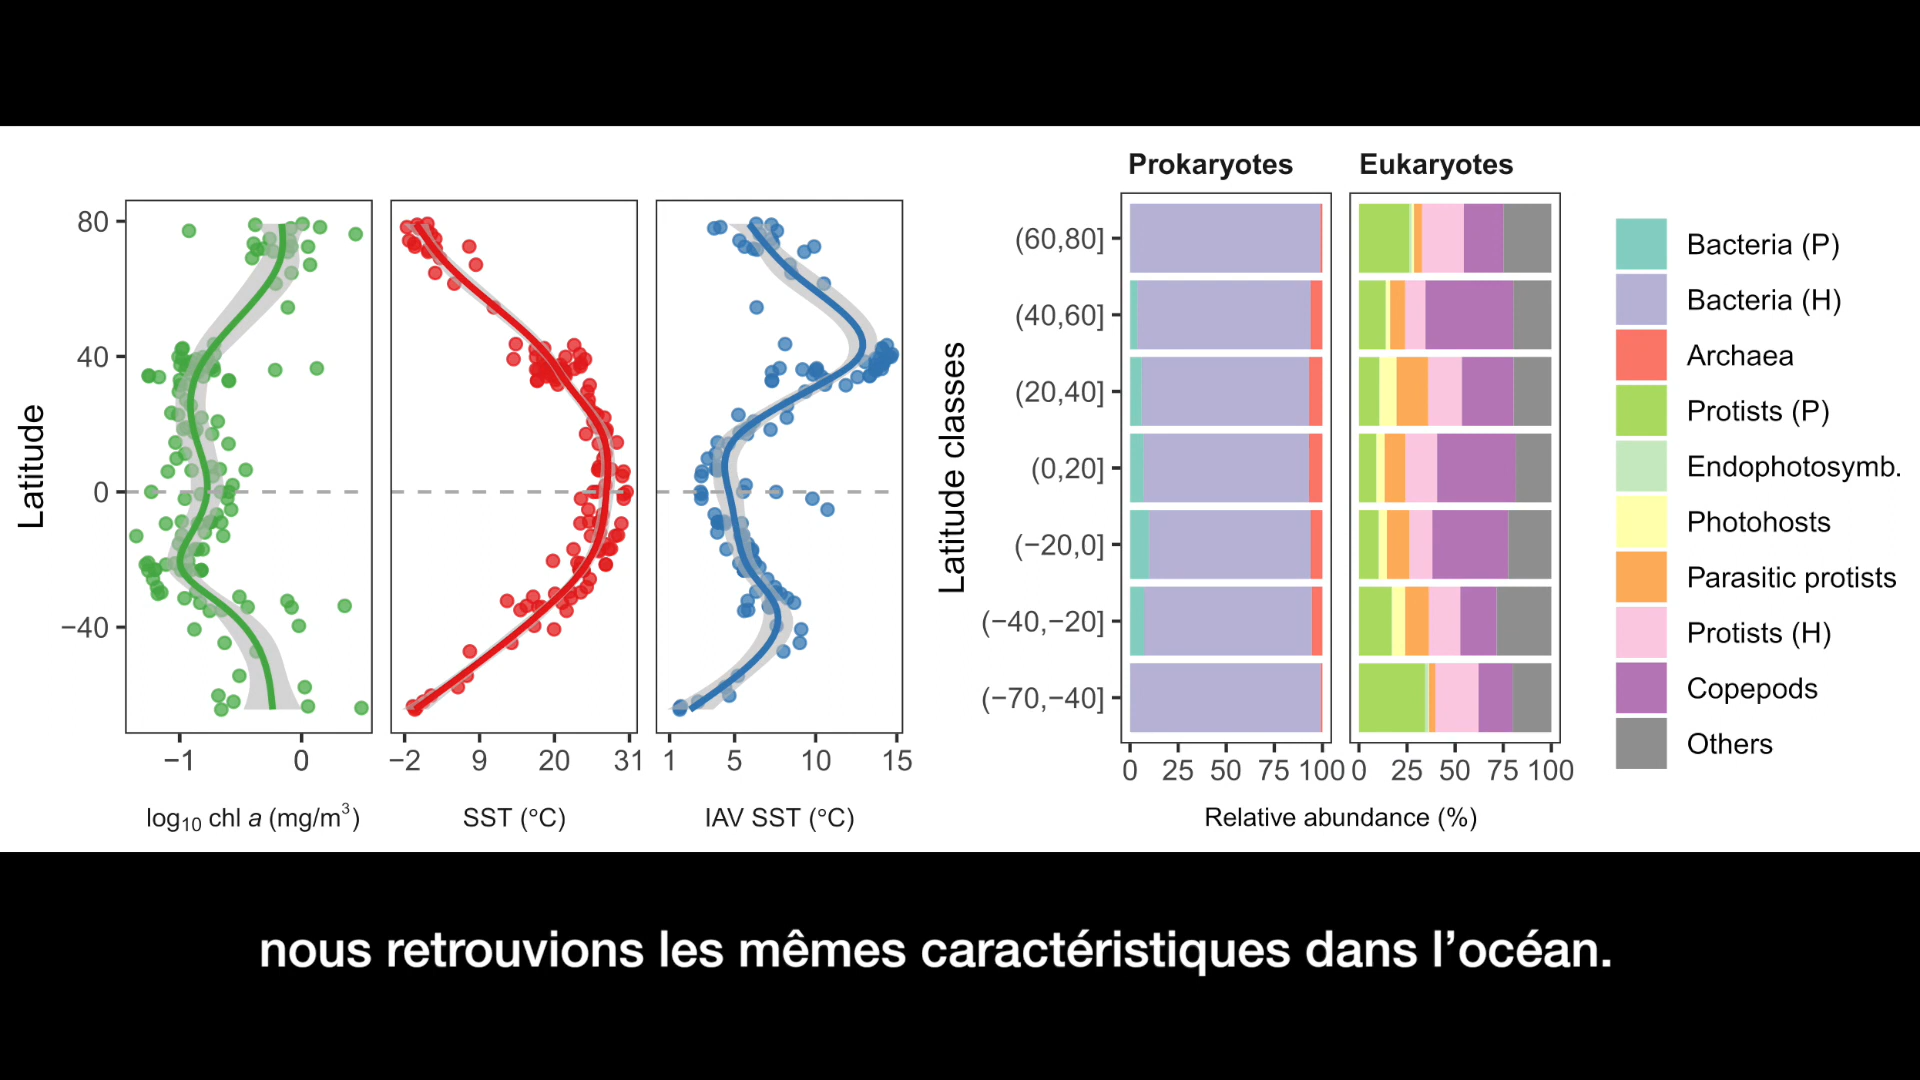 Prokaryotes Eukaryotes
Latitude
80
40
0
−40
−1 0
log10 chl a (mg/m3)
−2 9 20 31
SST (°C)
1 5 10 15
IAV SST (°C)
Latitude classes
(60,80]
(40,60]
(20,40]
(0,20]
(−20,0]
(−40,−20]
(−70,−40]
0 25 50 75 100 0 25 50 75 100
Relative abundance (%)
Bacteria (P)
Bacteria (H)
Archaea
Protists (P)
Endophotosymb.
Photohosts
Parasitic protists
Protists (H)
Copepods
Others
nous retrouvions les mêmes caractéristiques dans l’océan.